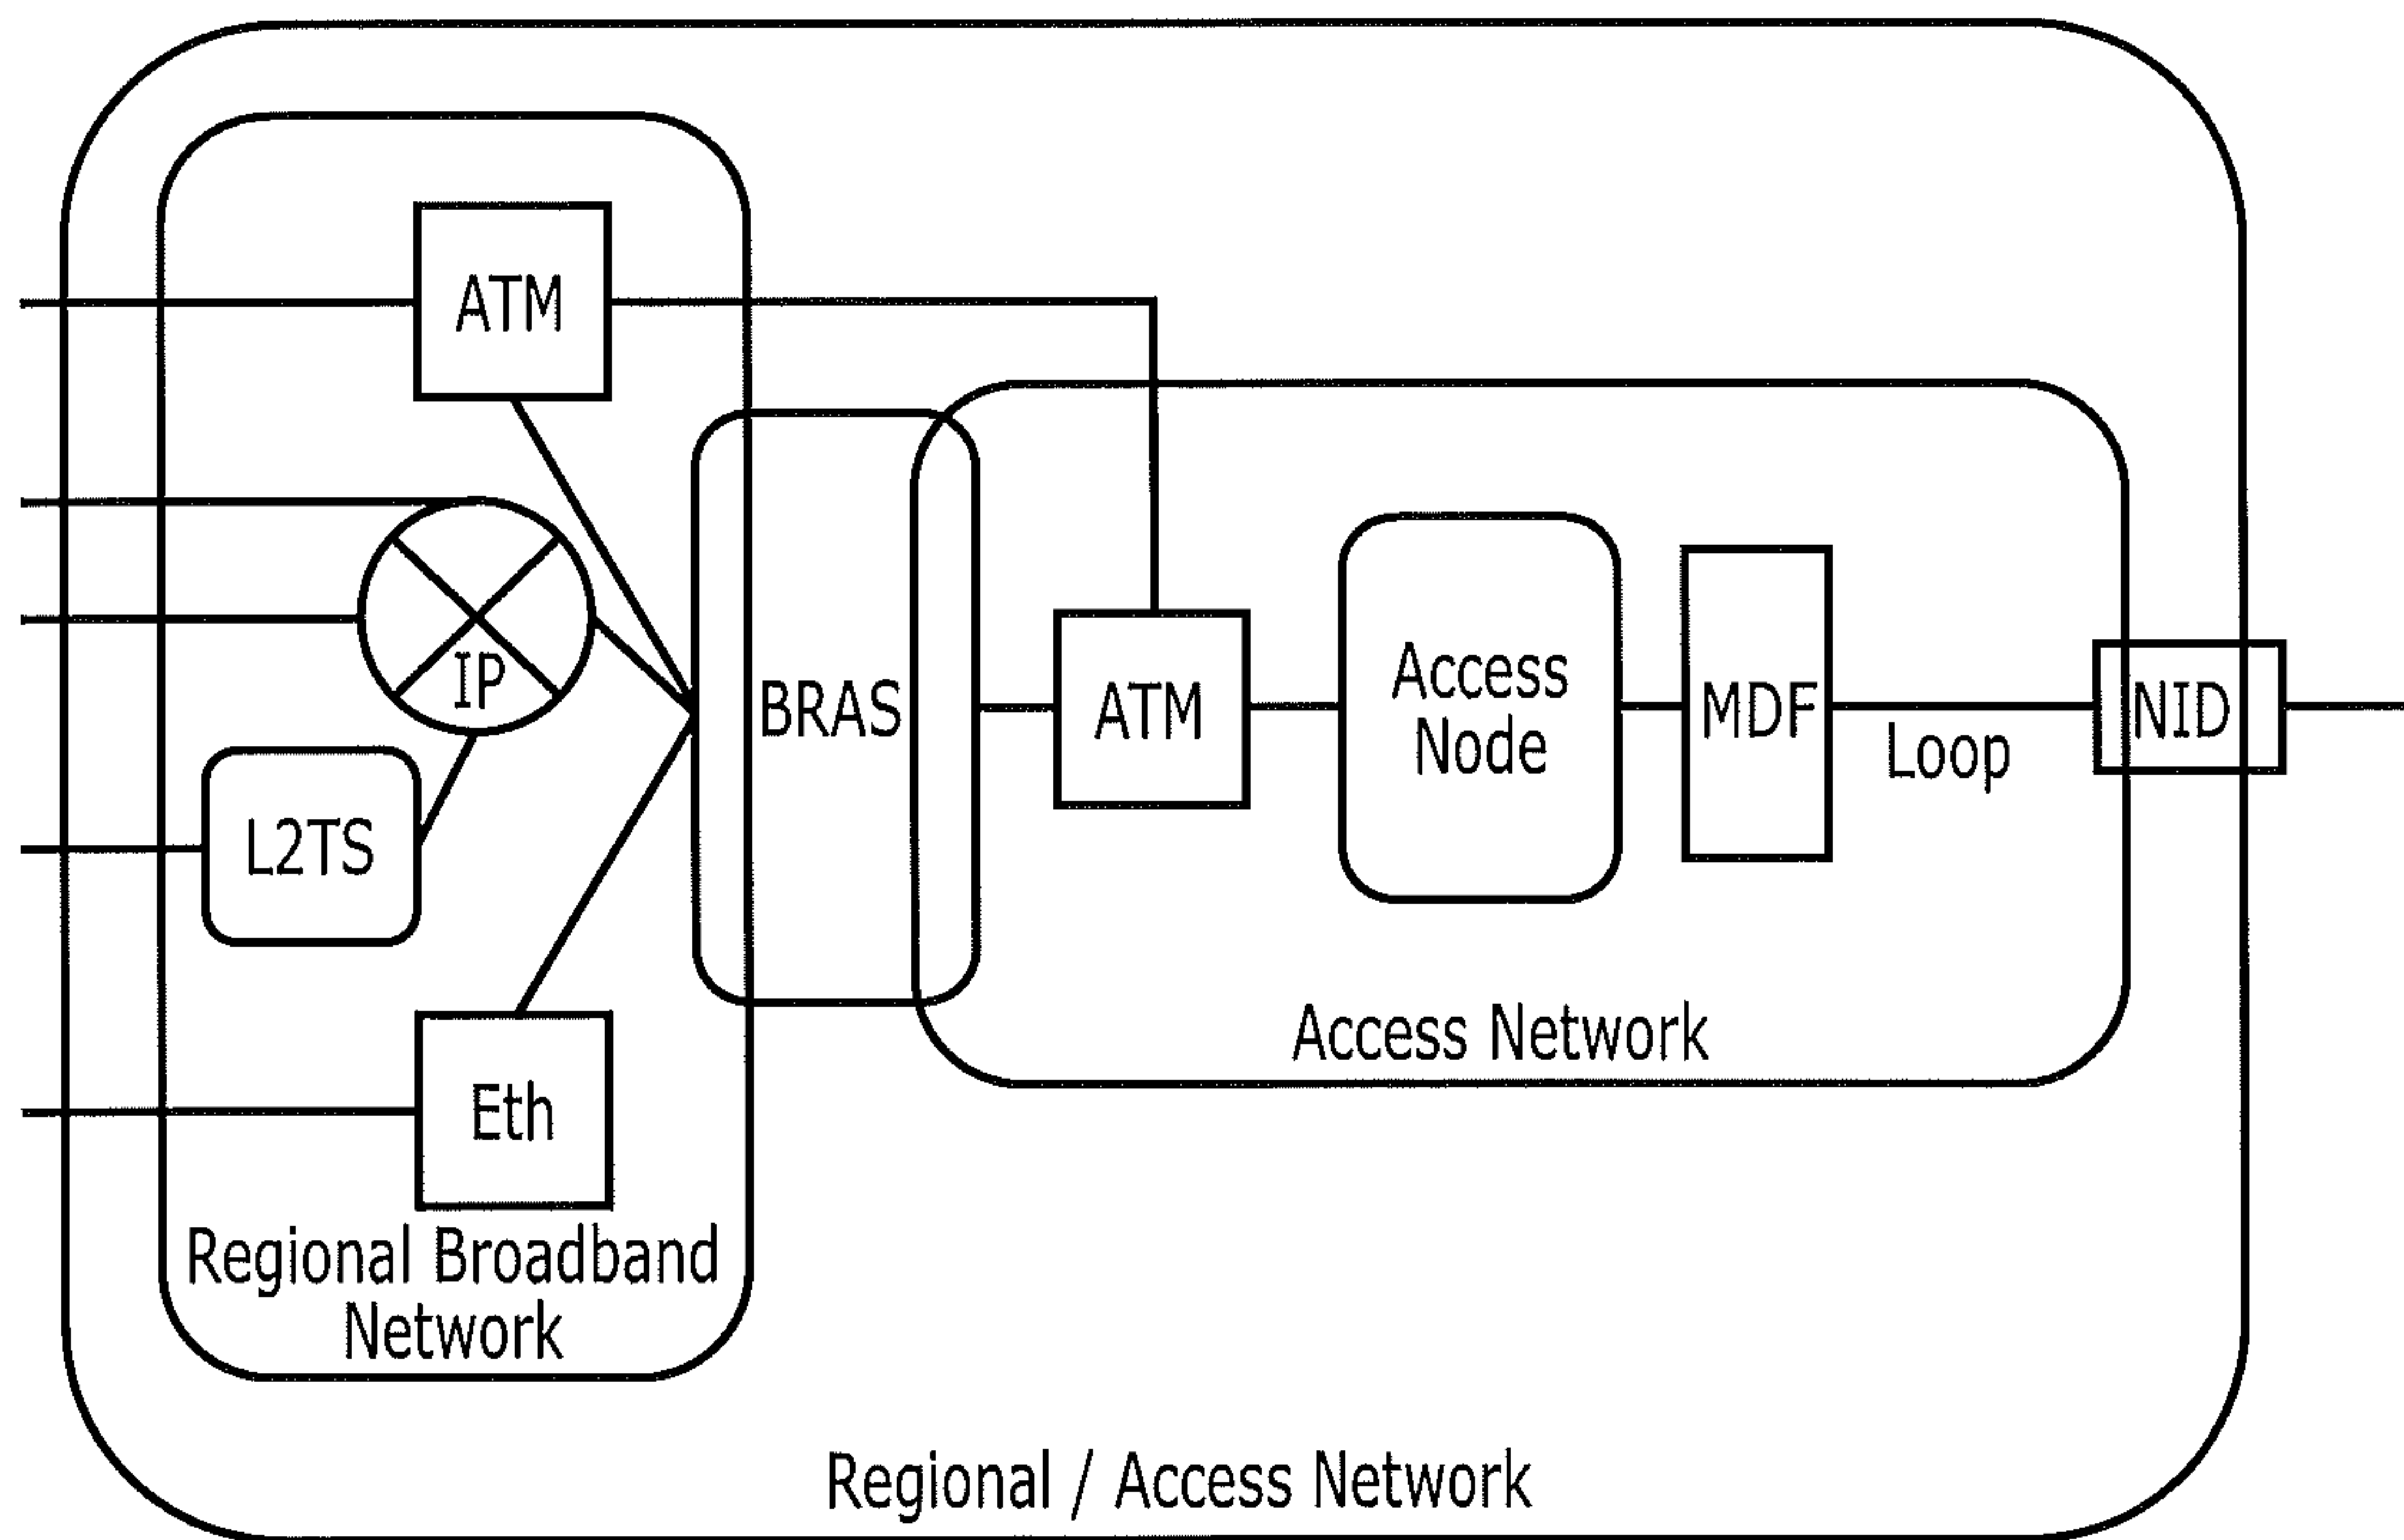 ATM
IP
L2TS
Eth
Regional Broadband
Network
BRAS
ATM
Access
Node
MDF
Loop
NID
Access Network
Regional / Access Network